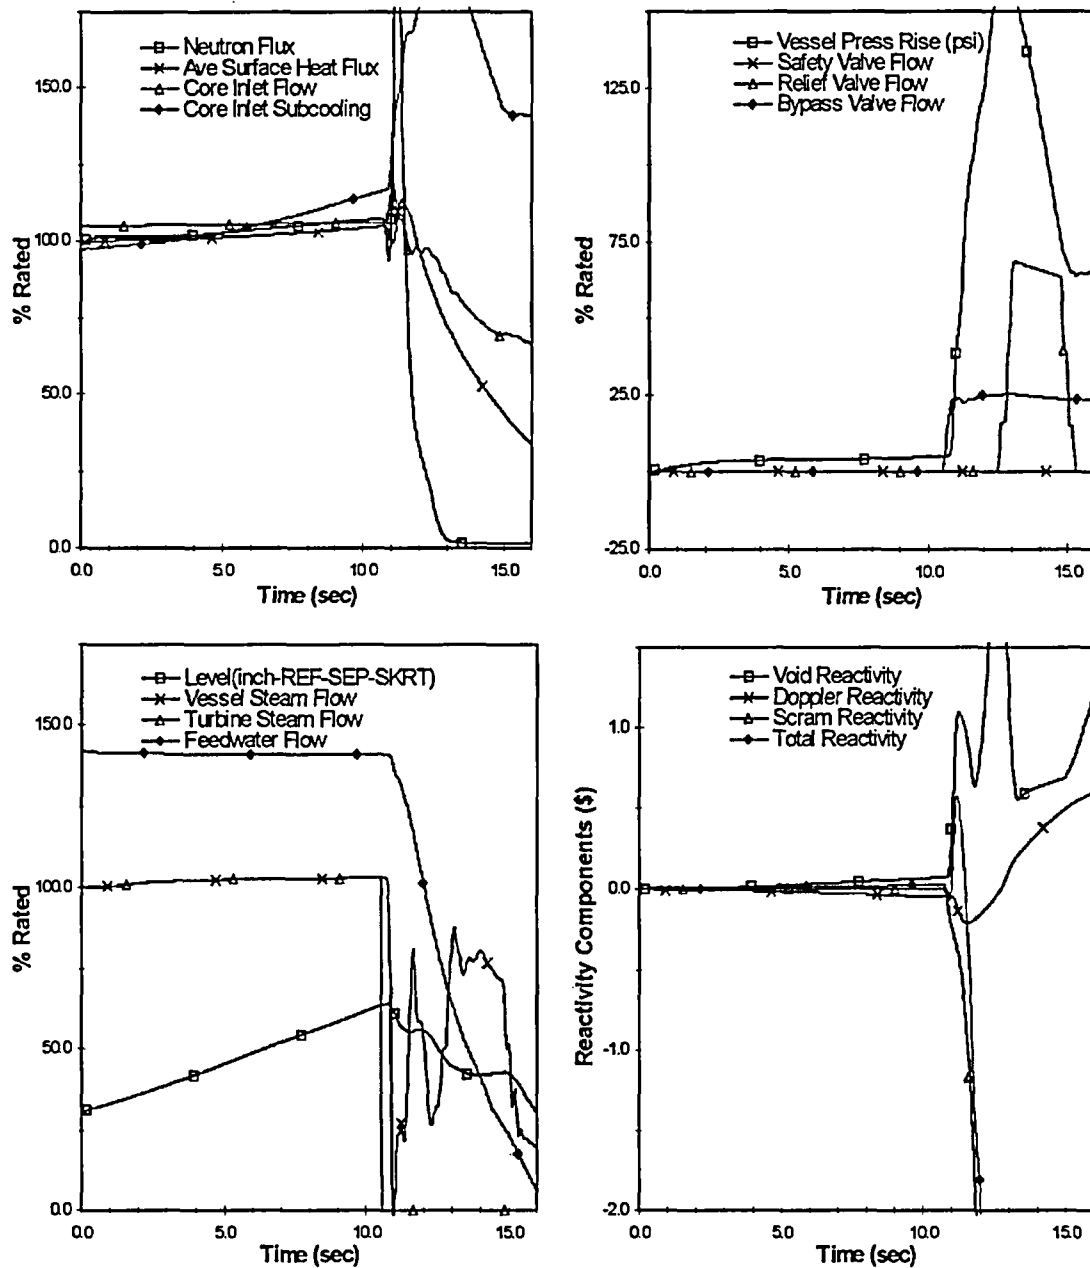 Neutron Flux
Ave Surface Heat Flux
Core Inlet Flow
Core Inlet Subcoding
150.0
100.0
50.0
0.0
% Rated
0.0
5.0
10.0
15.0
Time (sec)
Vessel Press Rise (psi)
Safety Valve Flow
Relief Valve Flow
Bypass Valve Flow
125.0
75.0
25.0
-25.0
% Rated
0.0
5.0
10.0
15.0
Time (sec)
Level(inch-REF-SEP-SKRT)
Vessel Steam Flow
Turbine Steam Flow
Feedwater Flow
150.0
100.0
50.0
0.0
% Rated
0.0
5.0
10.0
15.0
Time (sec)
Void Reactivity
Doppler Reactivity
Scram Reactivity
Total Reactivity
1.0
0.0
-1.0
-2.0
Reactivity Components ($)
0.0
5.0
10.0
15.0
Time (sec)